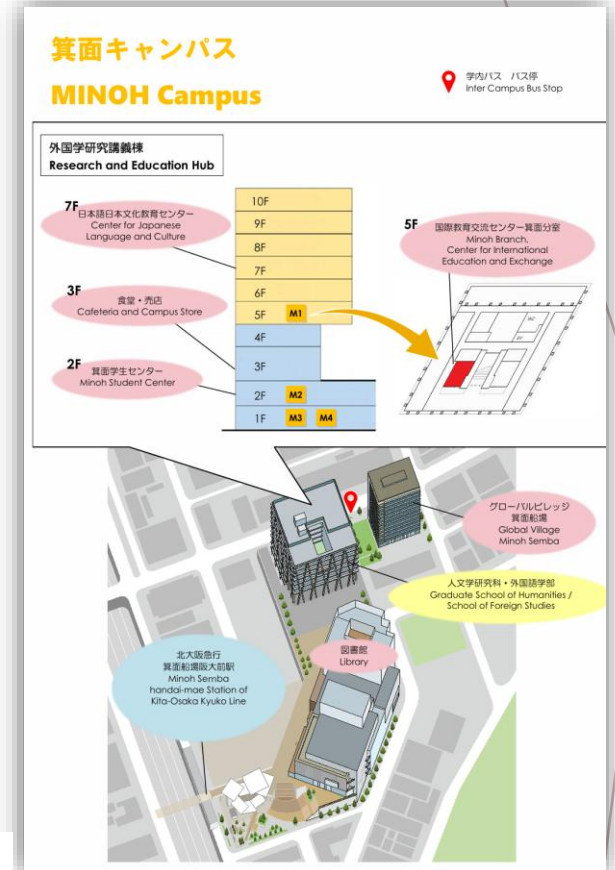 箕面キャンパス
MINOH Campus
学内バス バス停
Inter Campus Bus Stop
外国学研究講義棟
Research and Education Hub
7F
日本語日本文化教育センター
Center for Japanese
Language and Culture
3F
食堂・売店
Cafeteria and Campus Store
2F
箕面学生センター
Minoh Student Center
10F
9F
8F
7F
6F
5F M1
4F
3F
2F M2
1F M3 M4
5F
国際教育交流センター箕面分室
Minoh Branch,
Center for International
Education and Exchange
グローバルビレッジ
箕面船場
Global Village
Minoh Semba
人文学研究科・外国語学部
Graduate School of Humanities /
School of Foreign Studies
図書館
Library
北大阪急行
箕面船場阪大前駅
Minoh Semba
handai-mae Station of
Kita-Osaka Kyuko Line